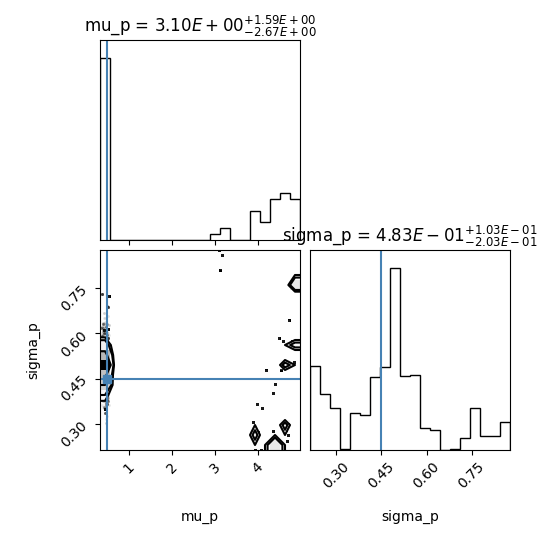 mu_p = 3.10E + 00+1.59E + 00 −2.67E + 00
sigma_p = 4.83E − 01+1.03E − 01 −2.03E − 01
0.75
0.60
0.45
0.30
sigma_p
1 2 3 4
0.30 0.45 0.60 0.75
mu_p
sigma_p